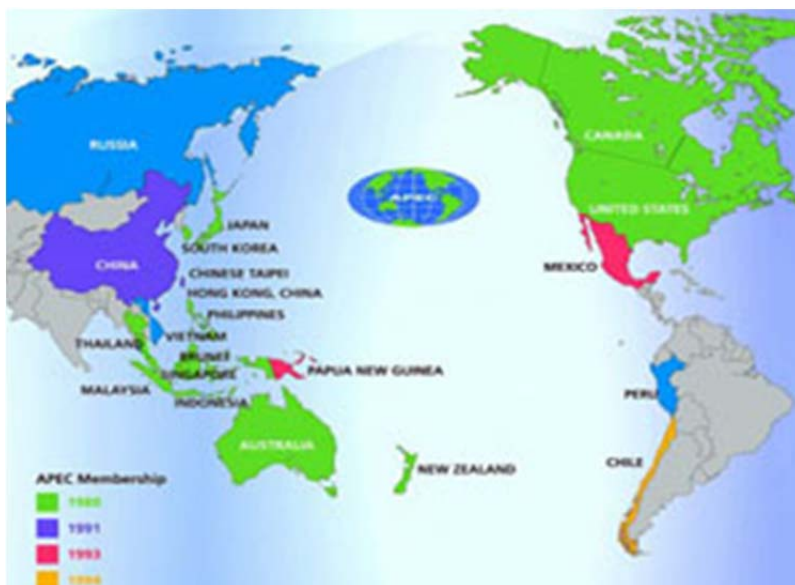 RUSSIA
CANADA
APEC
JAPAN
UNITED STATES
SOUTH KOREA
CHINA
MEXICO
CHINESE TAIPEI
HONG KONG, CHINA
PHILIPPINES
THAILAND
VIETNAM
BRUNEI
SINGAPORE
PAPUA NEW GUINEA
MALAYSIA
PERU
INDONESIA
AUSTRALIA
CHILE
NEW ZEALAND
APEC Membership
1991
1993